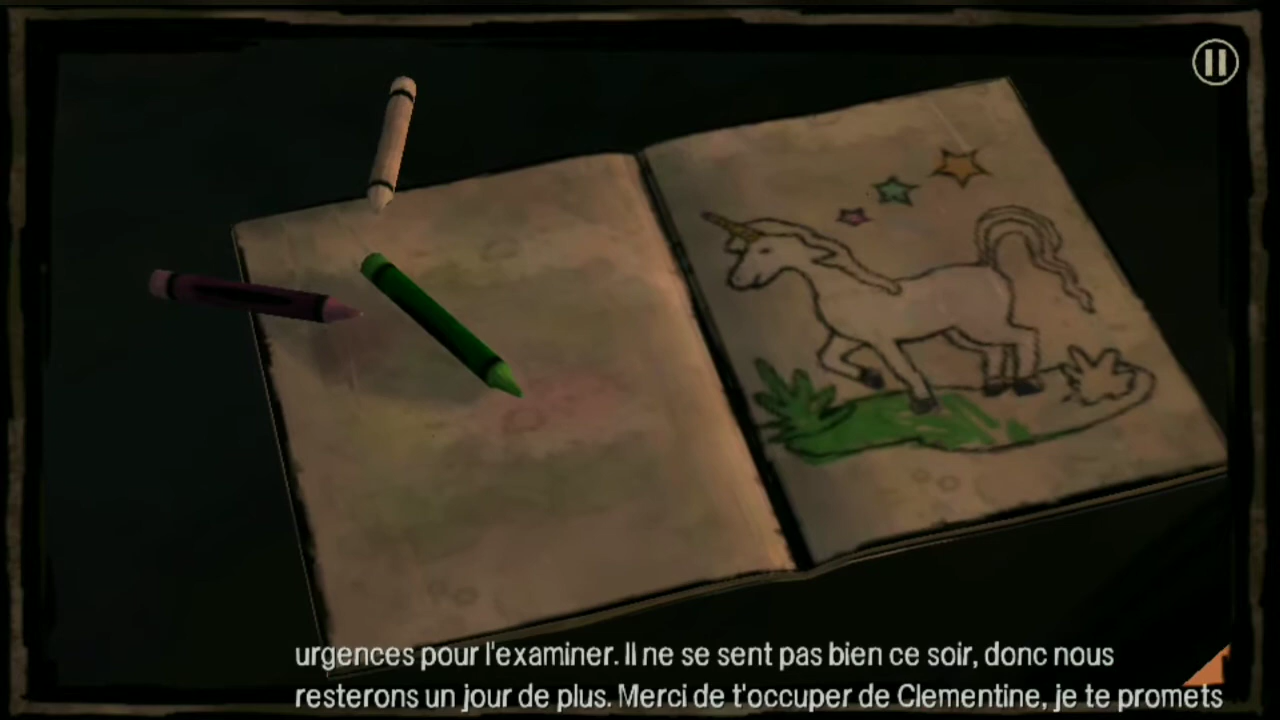 urgences pour l'examiner. Il ne se sent pas bien ce soir, donc nous
resterons un jour de plus. Merci de t'occuper de Clementine, je te promets